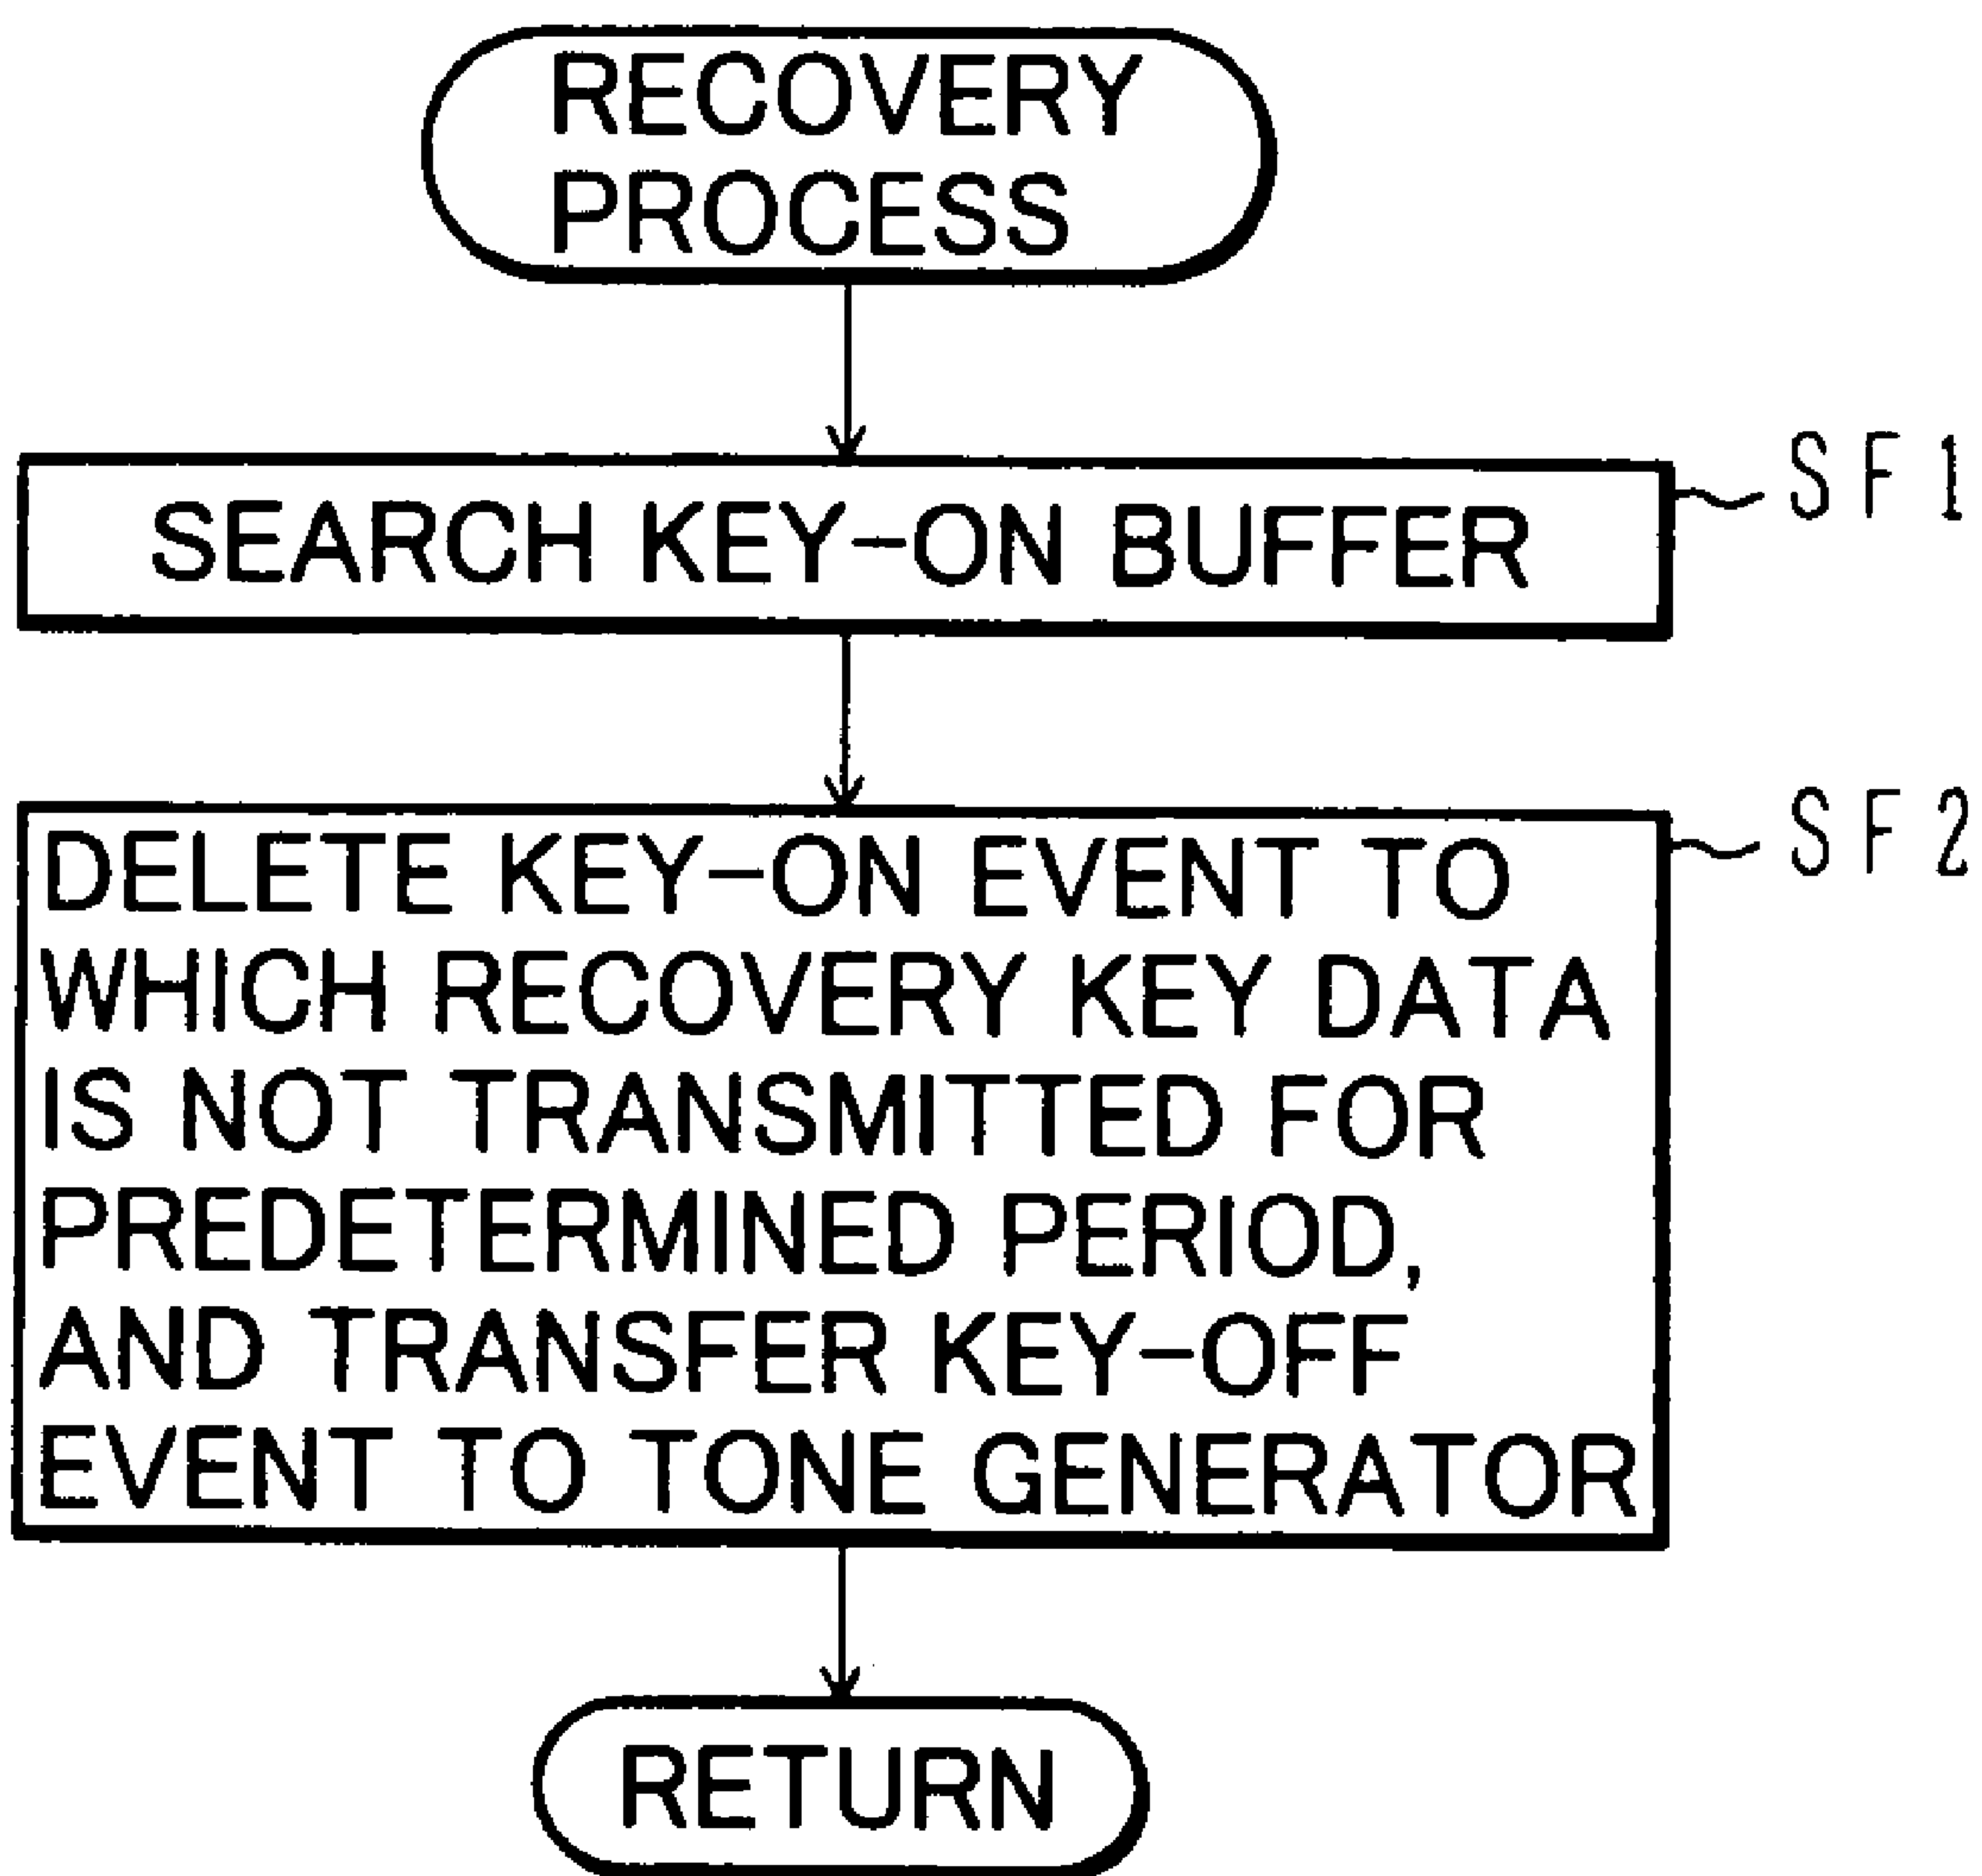 RECOVERY
PROCESS
SEARCH KEY-ON BUFFER
SF1
DELETE KEY-ON EVENT TO
SF2
WHICH RECOVERY KEY DATA
IS NOT TRANSMITTED FOR
PREDETERMINED PERIOD,
AND TRANSFER KEY-OFF
EVENT TO TONE GENERATOR
RETURN